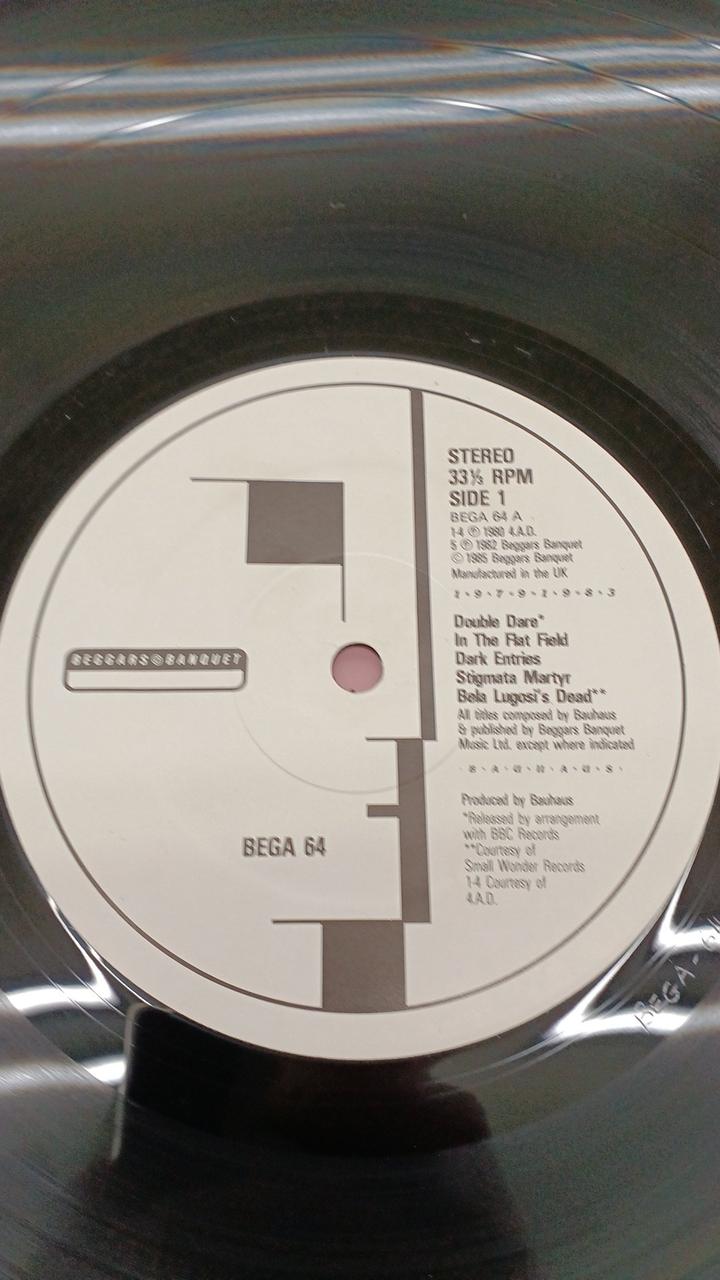 STEREO
33⅓ RPM
SIDE 1
BEGA 64 A
1-4 Ⓟ 1980 4.A.D.
5 Ⓟ 1982 Beggars Banquet
© 1985 Beggars Banquet
Manufactured in the UK
1·9·7·9·1·9·8·3
Double Dare*
In The Flat Field
Dark Entries
Stigmata Martyr
Bela Lugosi's Dead**
All titles composed by Bauhaus
& published by Beggars Banquet
Music Ltd. except where indicated
·B·A·U·H·A·U·S·
Produced by Bauhaus
*Released by arrangement
with BBC Records
**Courtesy of
Small Wonder Records
1-4 Courtesy of
4.A.D.
BEGGARS BANQUET
BEGA 64
BEGA-6